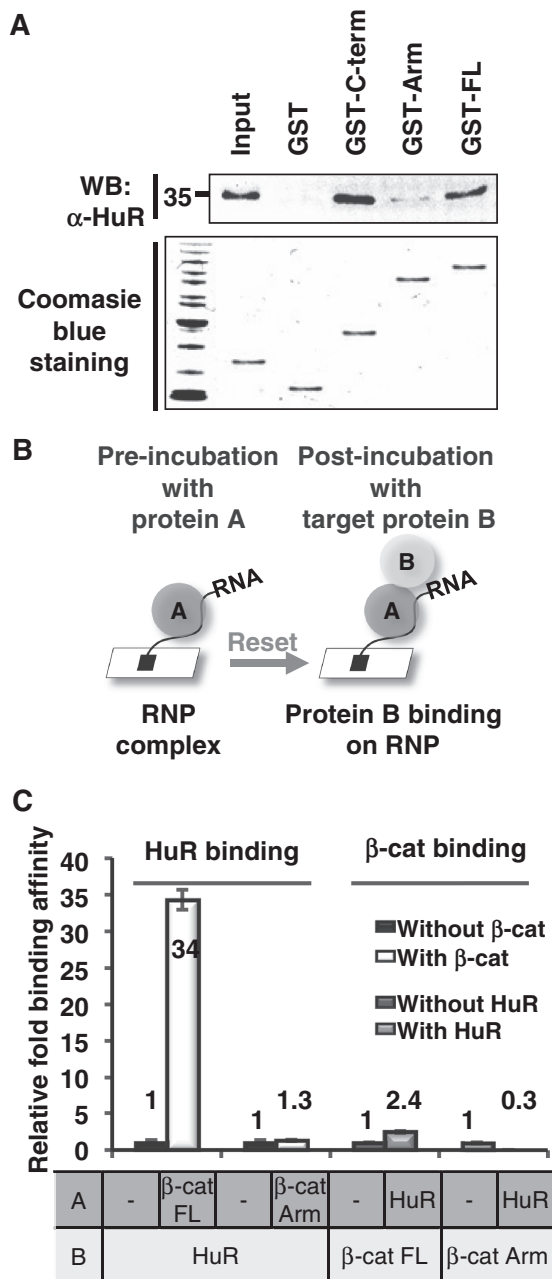 A
Input
GST
GST-C-term
GST-Arm
GST-FL
WB:
α-HuR
35
Coomasie
blue
staining
B
Pre-incubation
with
protein A
Post-incubation
with
target protein B
A
RNA
Reset
B
A
RNA
RNP
complex
Protein B binding
on RNP
C
Relative fold binding affinity
40
35
30
25
20
15
10
5
0
HuR binding
β-cat binding
Without β-cat
With β-cat
Without HuR
With HuR
1
34
1
1.3
1
2.4
1
0.3
A - β-cat FL - β-cat Arm - HuR - HuR
B HuR β-cat FL β-cat Arm